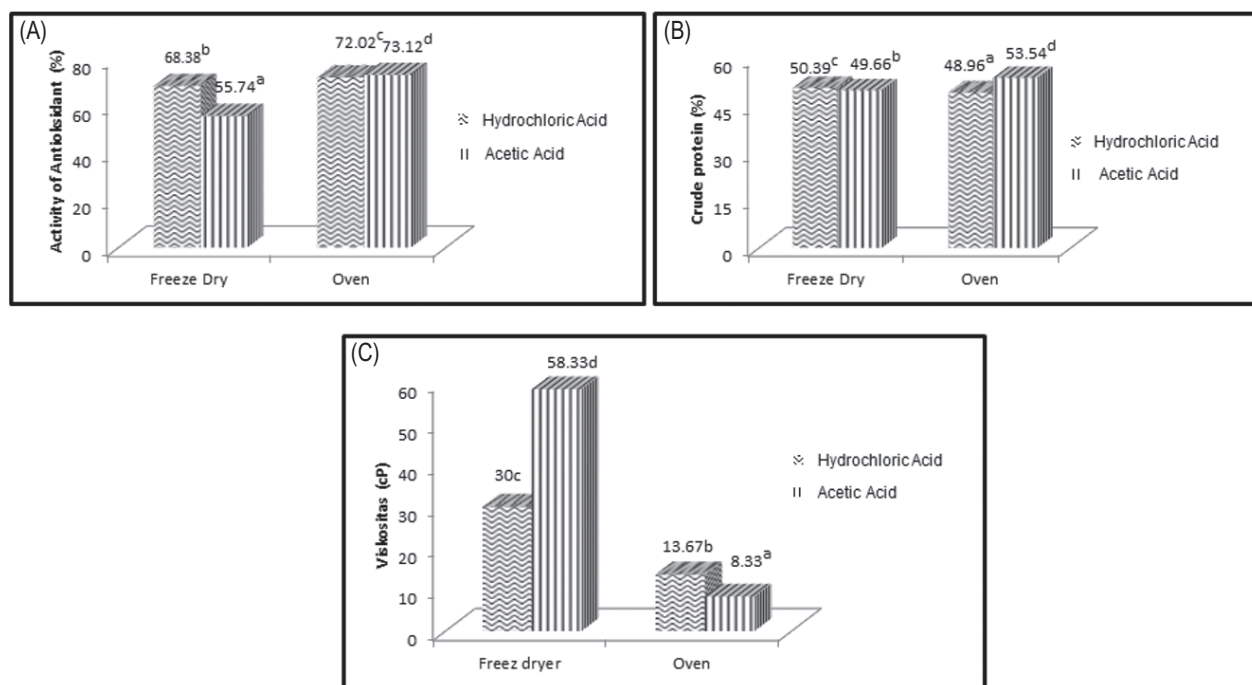 (A)
68.38b
55.74a
72.02c
73.12d
80
60
40
20
0
Activity of Antioksidant (%)
Freeze Dry
Oven
Hydrochloric Acid
Acetic Acid
(B)
50.39c
49.66b
48.96a
53.54d
60
45
30
15
0
Crude protein (%)
Freeze Dry
Oven
Hydrochloric Acid
Acetic Acid
(C)
58.33d
30c
13.67b
8.33a
60
50
40
30
20
10
0
Viskositas (cP)
Freez dryer
Oven
Hydrochloric Acid
Acetic Acid